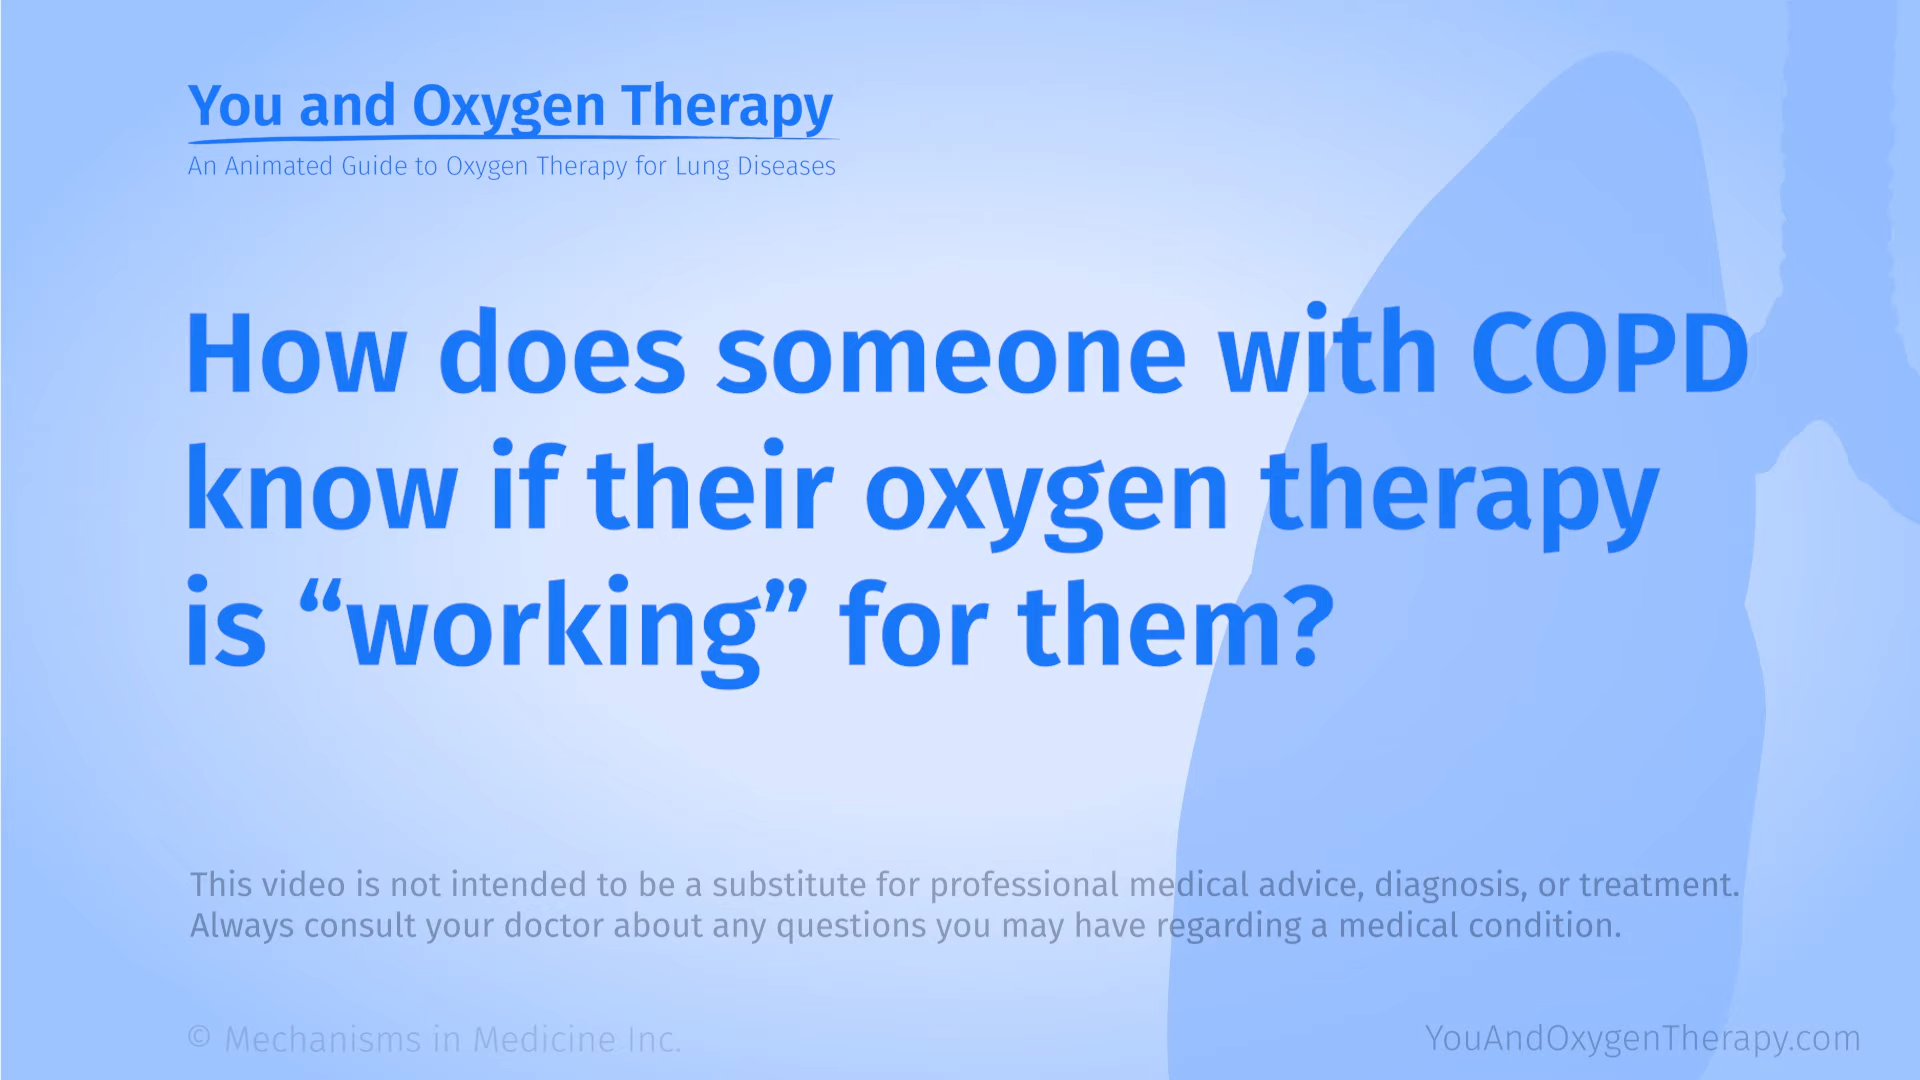 You and Oxygen Therapy
An Animated Guide to Oxygen Therapy for Lung Diseases
How does someone with COPD
know if their oxygen therapy
is “working” for them?
This video is not intended to be a substitute for professional medical advice, diagnosis, or treatment.
Always consult your doctor about any questions you may have regarding a medical condition.
© Mechanisms in Medicine Inc.
YouAndOxygenTherapy.com